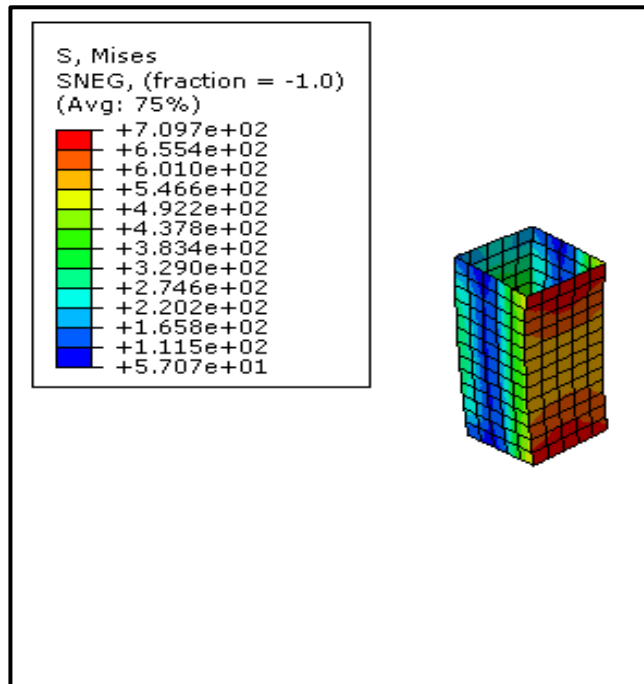 S, Mises
SNEG, (fraction = -1.0)
(Avg: 75%)
+7.097e+02
+6.554e+02
+6.010e+02
+5.466e+02
+4.922e+02
+4.378e+02
+3.834e+02
+3.290e+02
+2.746e+02
+2.202e+02
+1.658e+02
+1.115e+02
+5.707e+01